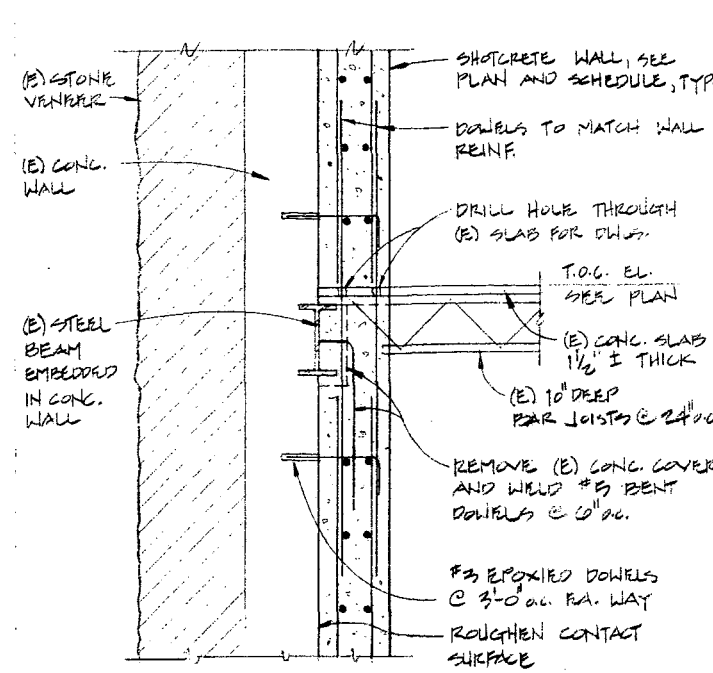 (E) STONE
VENEER
(E) CONC.
WALL
(E) STEEL
BEAM
EMBEDDED
IN CONC.
WALL
SHOTCRETE WALL, SEE
PLAN AND SCHEDULE, TYP
DOWELS TO MATCH WALL
REINF.
DRILL HOLE THROUGH
(E) SLAB FOR DWLS.
T.O.C. EL.
SEE PLAN
(E) CONC. SLAB
1½" ± THICK
(E) 10" DEEP
BAR JOISTS @ 24" o.c
REMOVE (E) CONC. COVER
AND WELD #5 BENT
DOWELS @ 6" o.c.
#3 EPOXIED DOWELS
@ 3'-0" o.c. EA. WAY
ROUGHEN CONTACT
SURFACE